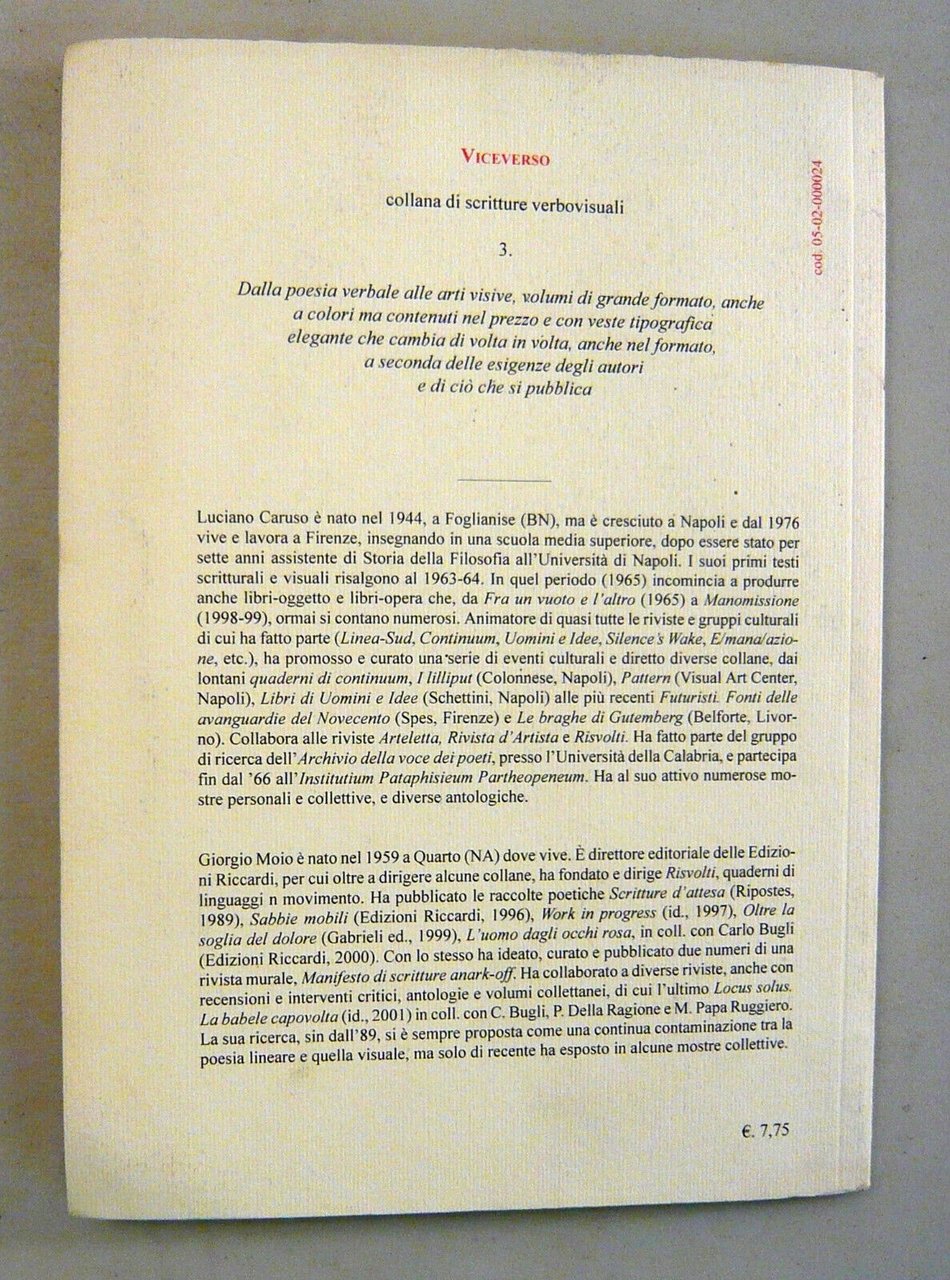 VICEVERSO
cod. 05-02-000024
collana di scritture verbovisuali
3.
Dalla poesia verbale alle arti visive, volumi di grande formato, anche
a colori ma contenuti nel prezzo e con veste tipografica
elegante che cambia di volta in volta, anche nel formato,
a seconda delle esigenze degli autori
e di ciò che si pubblica
Luciano Caruso è nato nel 1944, a Foglianise (BN), ma è cresciuto a Napoli e dal 1976
vive e lavora a Firenze, insegnando in una scuola media superiore, dopo essere stato per
sette anni assistente di Storia della Filosofia all'Università di Napoli. I suoi primi testi
scritturali e visuali risalgono al 1963-64. In quel periodo (1965) incomincia a produrre
anche libri-oggetto e libri-opera che, da Fra un vuoto e l'altro (1965) a Manomissione
(1998-99), ormai si contano numerosi. Animatore di quasi tutte le riviste e gruppi culturali
di cui ha fatto parte (Linea-Sud, Continuum, Uomini e Idee, Silence's Wake, E/mana/azio-
ne, etc.), ha promosso e curato una serie di eventi culturali e diretto diverse collane, dai
lontani quaderni di continuum, I lilliput (Colonnese, Napoli), Pattern (Visual Art Center,
Napoli), Libri di Uomini e Idee (Schettini, Napoli) alle più recenti Futuristi. Fonti delle
avanguardie del Novecento (Spes, Firenze) e Le braghe di Gutemberg (Belforte, Livor-
no). Collabora alle riviste Arteletta, Rivista d'Artista e Risvolti. Ha fatto parte del gruppo
di ricerca dell'Archivio della voce dei poeti, presso l'Università della Calabria, e partecipa
fin dal '66 all'Institutium Pataphisieum Partheopeneum. Ha al suo attivo numerose mo-
stre personali e collettive, e diverse antologiche.
Giorgio Moio è nato nel 1959 a Quarto (NA) dove vive. È direttore editoriale delle Edizio-
ni Riccardi, per cui oltre a dirigere alcune collane, ha fondato e dirige Risvolti, quaderni di
linguaggi n movimento. Ha pubblicato le raccolte poetiche Scritture d'attesa (Ripostes,
1989), Sabbie mobili (Edizioni Riccardi, 1996), Work in progress (id., 1997), Oltre la
soglia del dolore (Gabrieli ed., 1999), L'uomo dagli occhi rosa, in coll. con Carlo Bugli
(Edizioni Riccardi, 2000). Con lo stesso ha ideato, curato e pubblicato due numeri di una
rivista murale, Manifesto di scritture anark-off. Ha collaborato a diverse riviste, anche con
recensioni e interventi critici, antologie e volumi collettanei, di cui l'ultimo Locus solus.
La babele capovolta (id., 2001) in coll. con C. Bugli, P. Della Ragione e M. Papa Ruggiero.
La sua ricerca, sin dall'89, si è sempre proposta come una continua contaminazione tra la
poesia lineare e quella visuale, ma solo di recente ha esposto in alcune mostre collettive.
€. 7,75